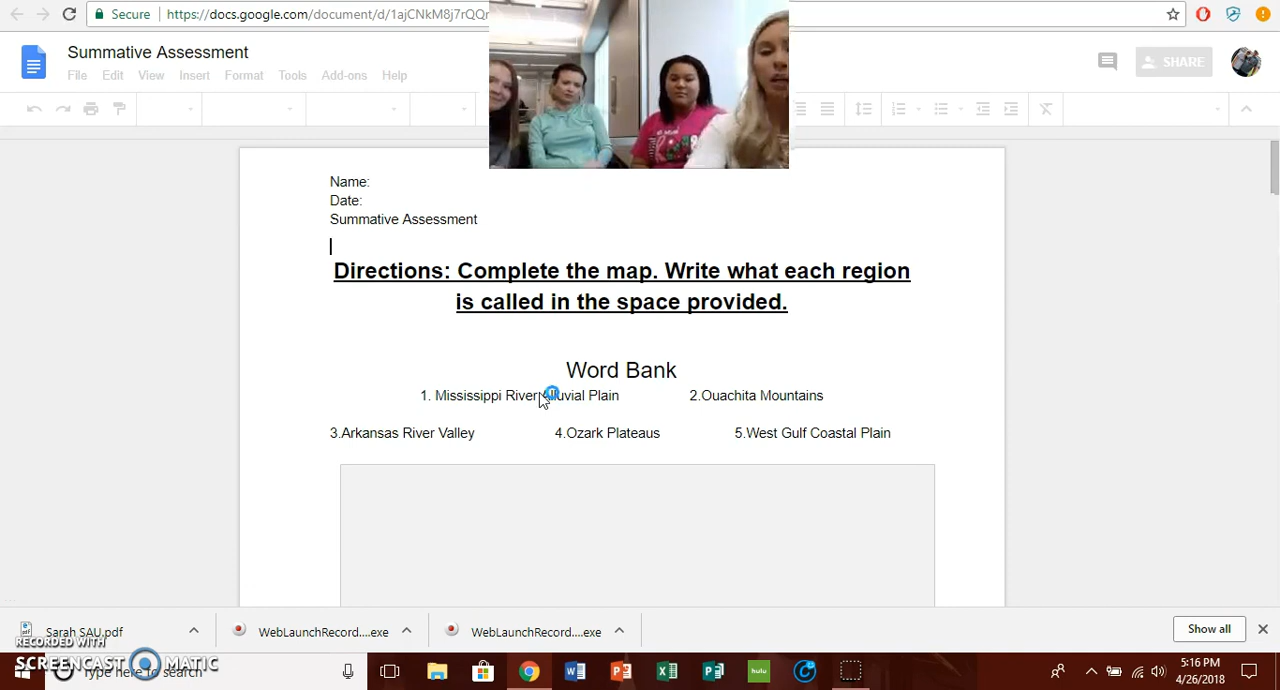 Secure
https://docs.google.com/document/d/1ajCNkM8j7rQQr
Summative Assessment
File Edit View Insert Format Tools Add-ons Help
SHARE
Name:
Date:
Summative Assessment
Directions: Complete the map. Write what each region
is called in the space provided.
Word Bank
1. Mississippi River Alluvial Plain 2.Ouachita Mountains
3.Arkansas River Valley 4.Ozark Plateaus 5.West Gulf Coastal Plain
Sarah SAU.pdf WebLaunchRecord....exe WebLaunchRecord....exe Show all
RECORDED WITH
SCREENCAST MATIC
Type here to search
hulu
5:16 PM
4/26/2018